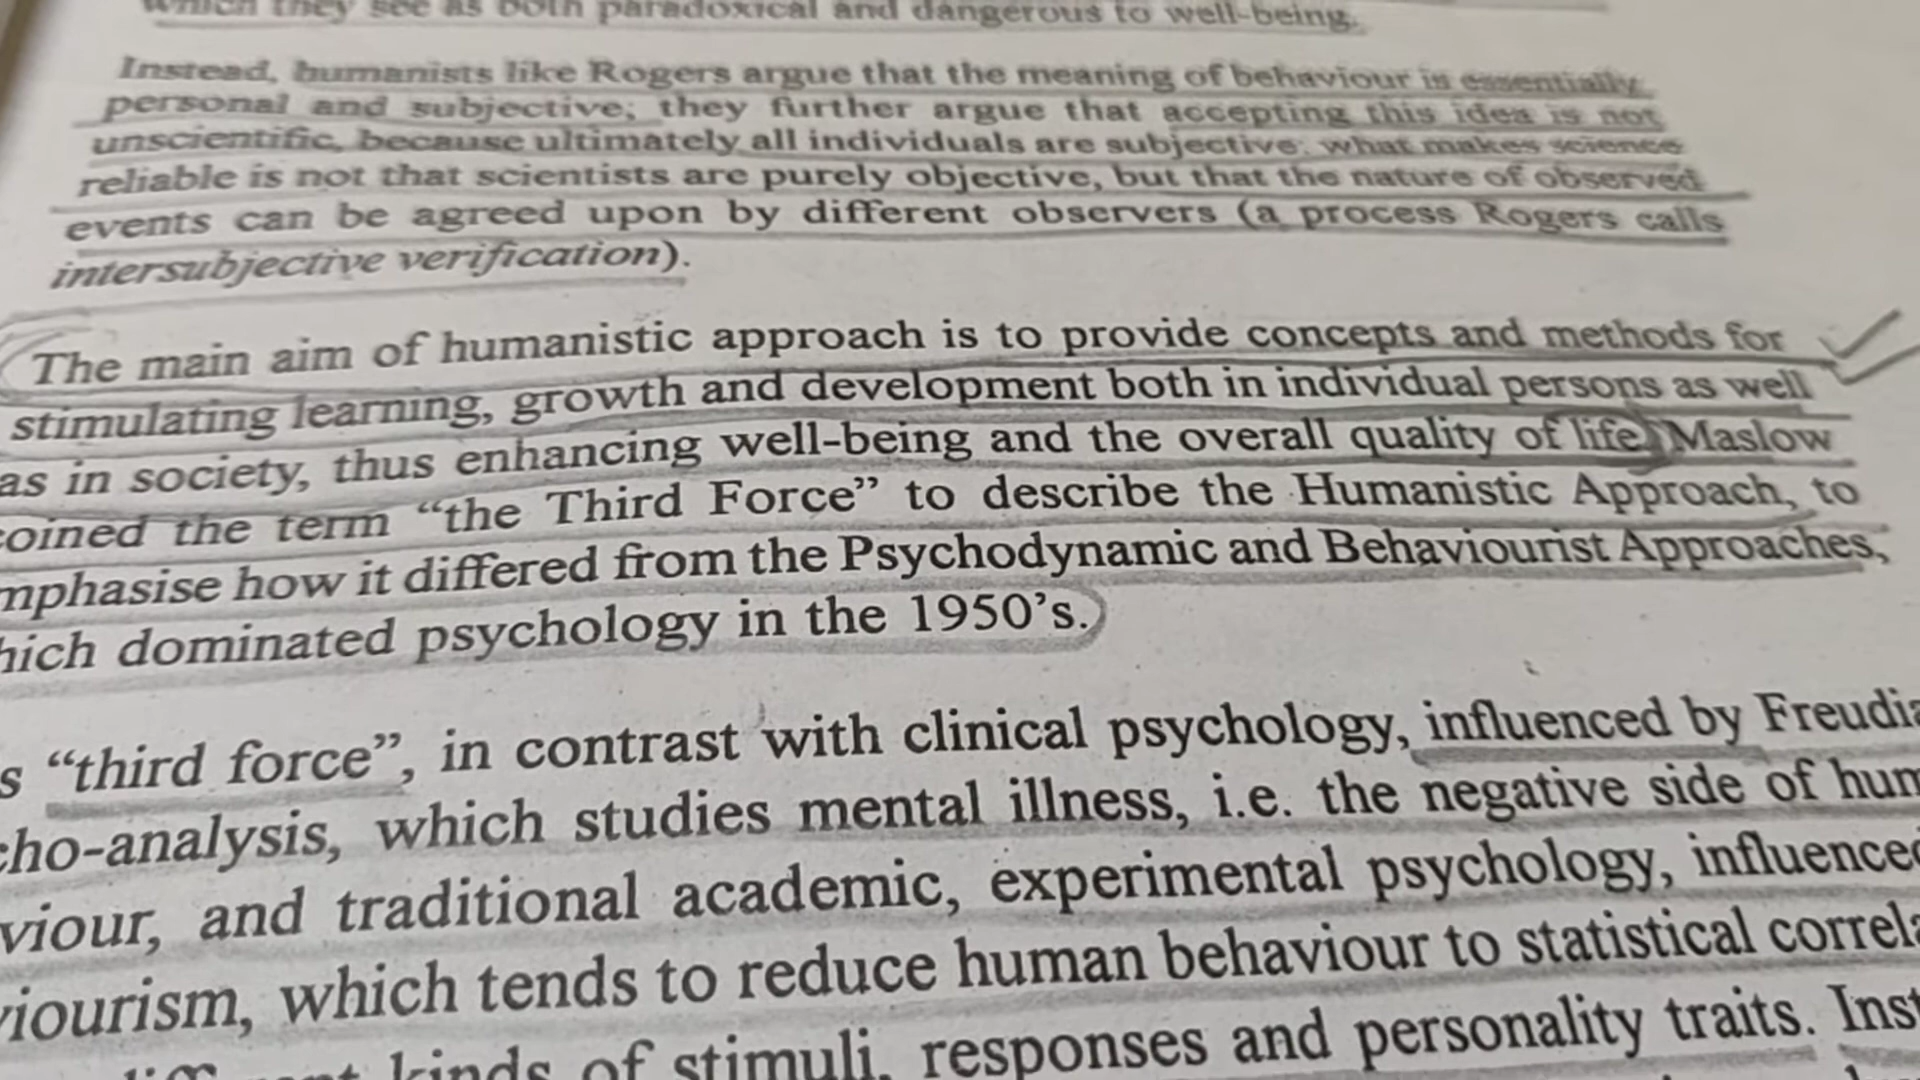 which they see as both paradoxical and dangerous to well-being.
Instead, humanists like Rogers argue that the meaning of behaviour is essentially
personal and subjective; they further argue that accepting this idea is not
unscientific, because ultimately all individuals are subjective: what makes science
reliable is not that scientists are purely objective, but that the nature of observed
events can be agreed upon by different observers (a process Rogers calls
intersubjective verification).
The main aim of humanistic approach is to provide concepts and methods for
stimulating learning, growth and development both in individual persons as well
as in society, thus enhancing well-being and the overall quality of life. Maslow
oined the term “the Third Force” to describe the Humanistic Approach, to
mphasise how it differed from the Psychodynamic and Behaviourist Approaches,
hich dominated psychology in the 1950’s.
s “third force”, in contrast with clinical psychology, influenced by Freudia
cho-analysis, which studies mental illness, i.e. the negative side of hum
viour, and traditional academic, experimental psychology, influenced
viourism, which tends to reduce human behaviour to statistical correla
kinds of stimuli, responses and personality traits. Inst